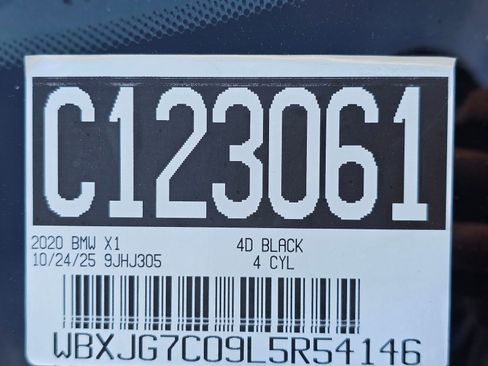 C123061
2020 BMW X1 4D BLACK
10/24/25 9JHJ305 4 CYL
WBXJG7C09L5R54146